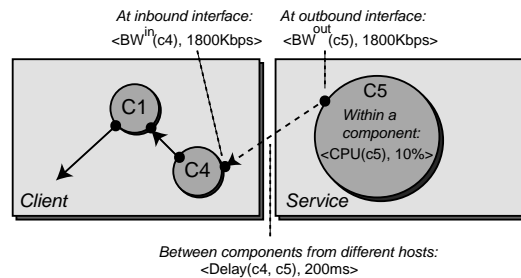 At inbound interface:
<BW^in(c4), 1800Kbps>
At outbound interface:
<BW^out(c5), 1800Kbps>
C1
C4
Client
C5
Within a
component:
<CPU(c5), 10%>
Service
Between components from different hosts:
<Delay(c4, c5), 200ms>